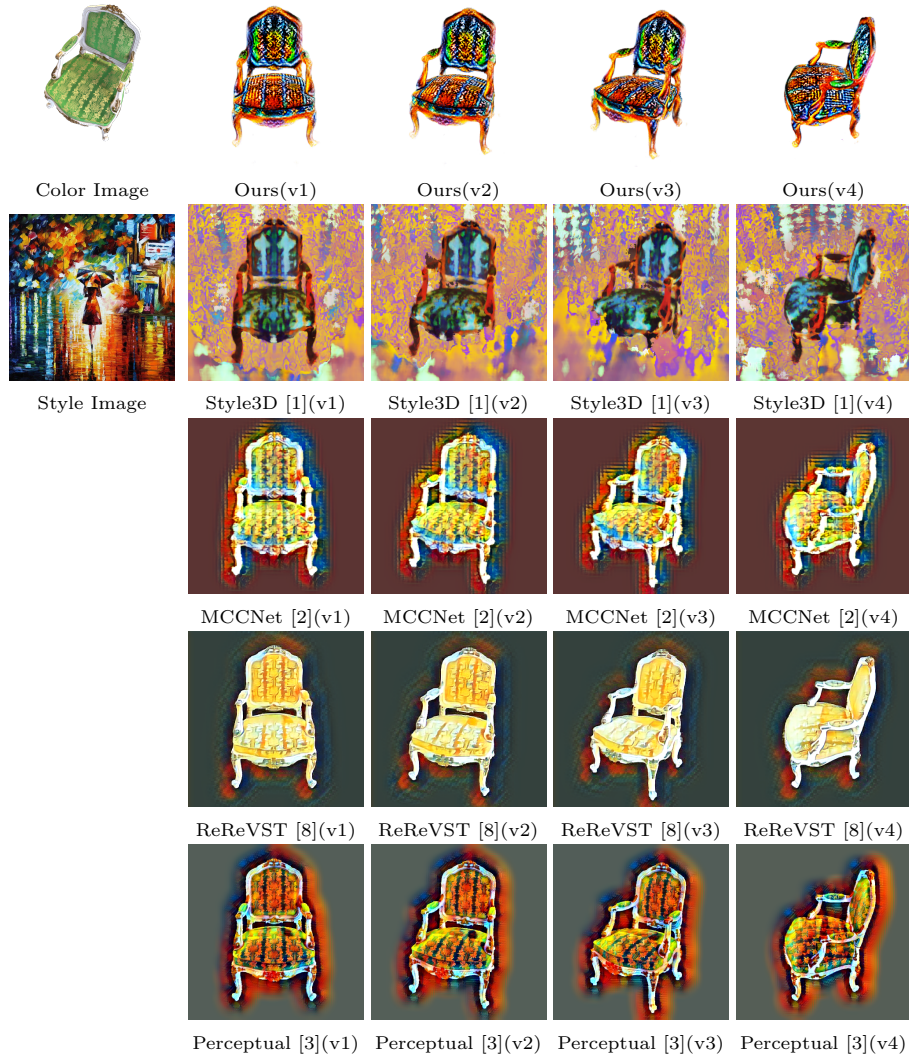 Color Image Ours(v1) Ours(v2) Ours(v3) Ours(v4)
Style Image Style3D [1](v1) Style3D [1](v2) Style3D [1](v3) Style3D [1](v4)
MCCNet [2](v1) MCCNet [2](v2) MCCNet [2](v3) MCCNet [2](v4)
ReReVST [8](v1) ReReVST [8](v2) ReReVST [8](v3) ReReVST [8](v4)
Perceptual [3](v1) Perceptual [3](v2) Perceptual [3](v3) Perceptual [3](v4)